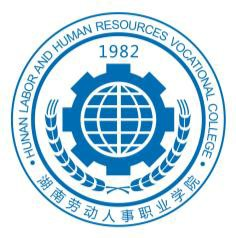 HUNAN LABOR AND HUMAN RESOURCES VOCATIONAL COLLEGE
1982
湖南劳动人事职业学院